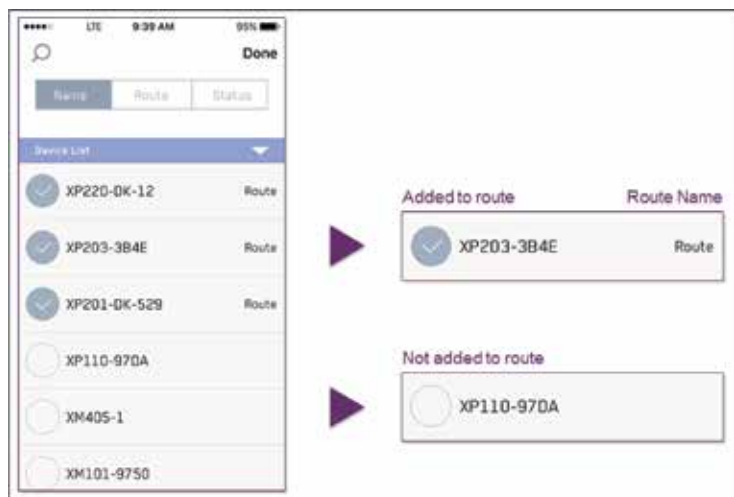 LTE 9:39 AM 95%
Done
Name Route Status
Device List
XP220-DK-12 Route
XP203-3B4E Route
XP201-DK-529 Route
XP110-970A
XM405-1
XM101-9750
Added to route Route Name
XP203-3B4E Route
Not added to route
XP110-970A